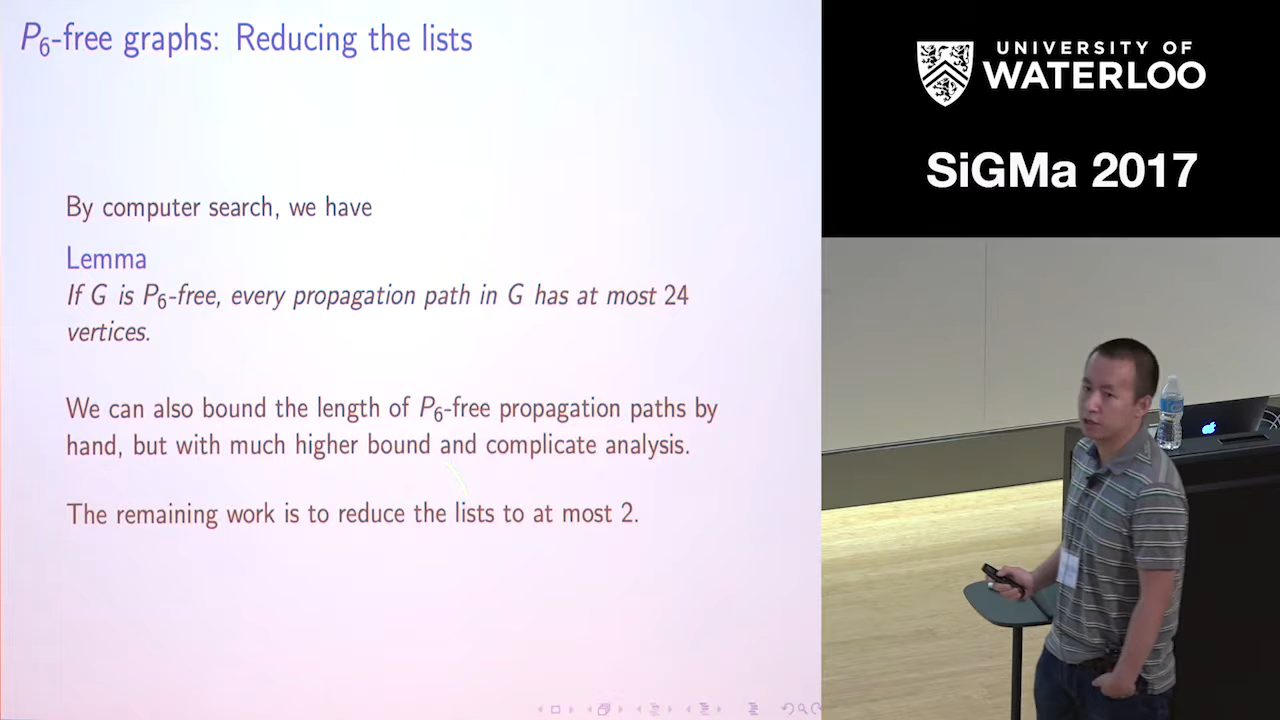 P6-free graphs: Reducing the lists
By computer search, we have
Lemma
If G is P6-free, every propagation path in G has at most 24
vertices.
We can also bound the length of P6-free propagation paths by
hand, but with much higher bound and complicate analysis.
The remaining work is to reduce the lists to at most 2.
UNIVERSITY OF
WATERLOO
SiGMa 2017